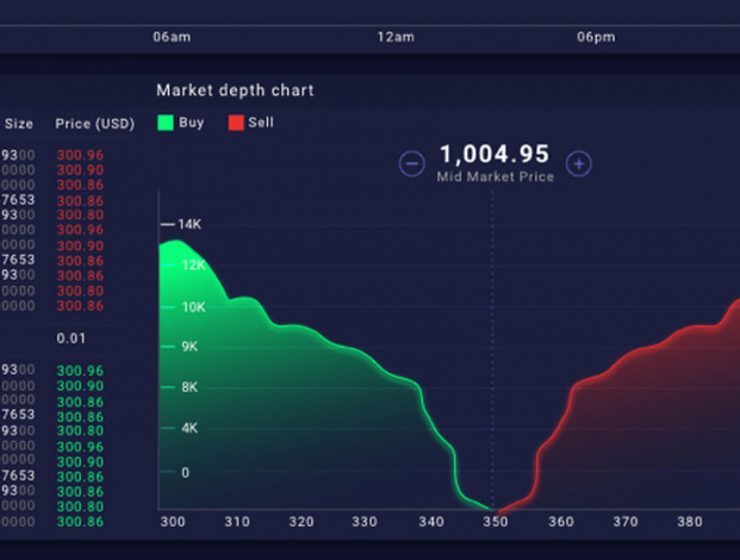 06am 12am 06pm
Market depth chart
Buy Sell
1,004.95
Mid Market Price
Size Price (USD)
9300 300.96
0000 300.90
0000 300.86
7653 300.86
9300 300.80
0000 300.96
0000 300.90
7653 300.86
9300 300.86
0000 300.80
0000 300.86
0.01
9300 300.96
0000 300.90
0000 300.86
7653 300.86
9300 300.80
0000 300.96
0000 300.90
7653 300.86
9300 300.86
0000 300.80
0000 300.86
14K
12K
10K
9K
8K
4K
0
300 310 320 330 340 350 360 370 380